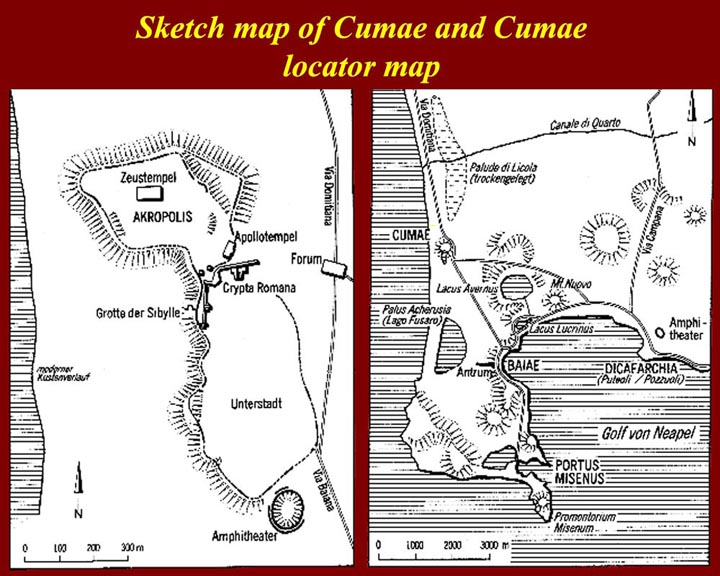 Sketch map of Cumae and Cumae
locator map
Zeustempel
AKROPOLIS
Via Domitiana
Apollotempel
Forum
Crypta Romana
Grotte der Sibylle
moderner
Küstenverlauf
Unterstadt
N
Via Baiana
Amphitheater
0 100 200 300 m
Via Domitiana
Canale di Quarto
N
Palude di Licola
(trockengelegt)
CUMAE
Via Campana
Lacus Avernus
Mt. Nuovo
Palus Acherusia
(Lago Fusaro)
Lacus Lucrinus
Amphi-
theater
BAIAE
Antrum
DICAFARCHIA
(Puteoli / Pozzuoli)
Golf von Neapel
PORTUS
MISENUS
Promontorium
Misenum
0 1000 2000 3000 m